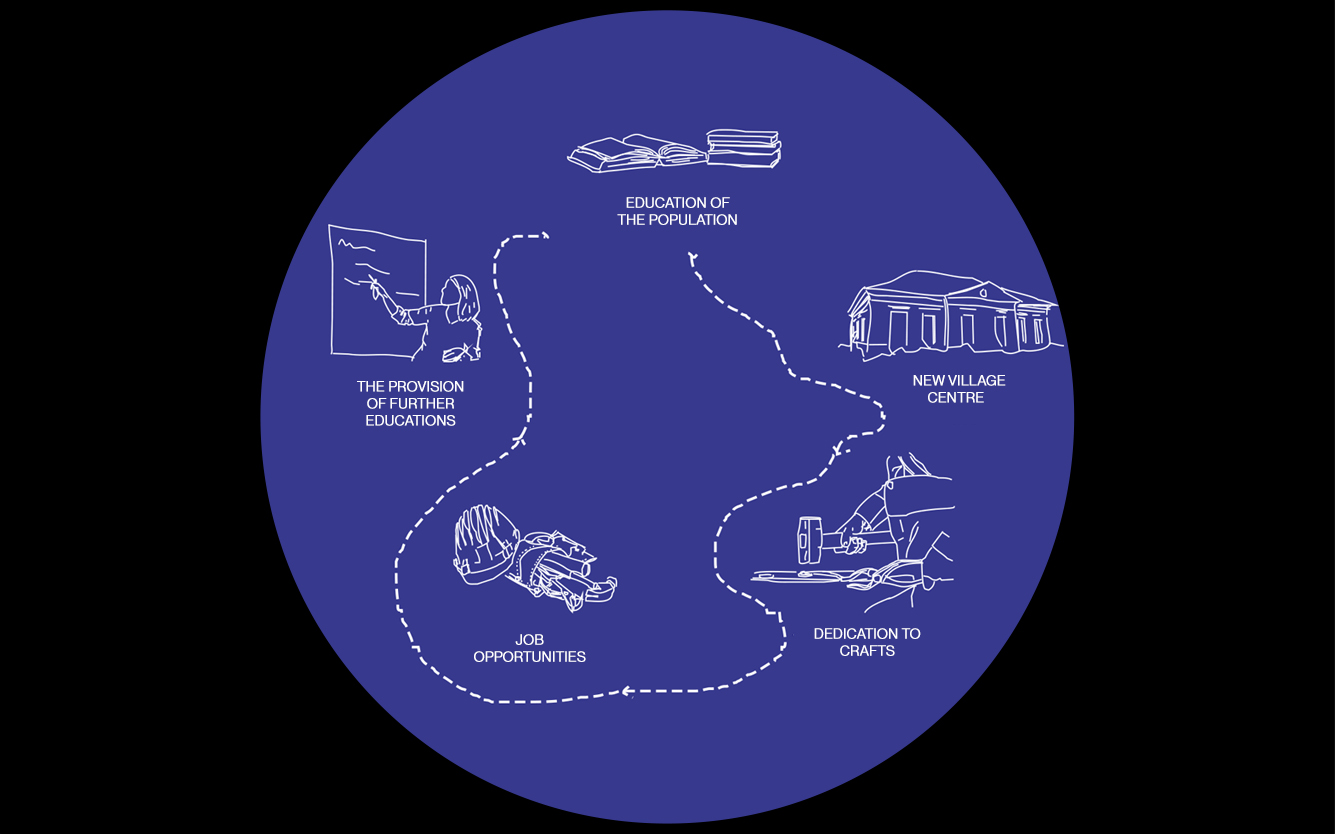 EDUCATION OF
THE POPULATION
NEW VILLAGE
CENTRE
THE PROVISION
OF FURTHER
EDUCATIONS
DEDICATION TO
CRAFTS
JOB
OPPORTUNITIES